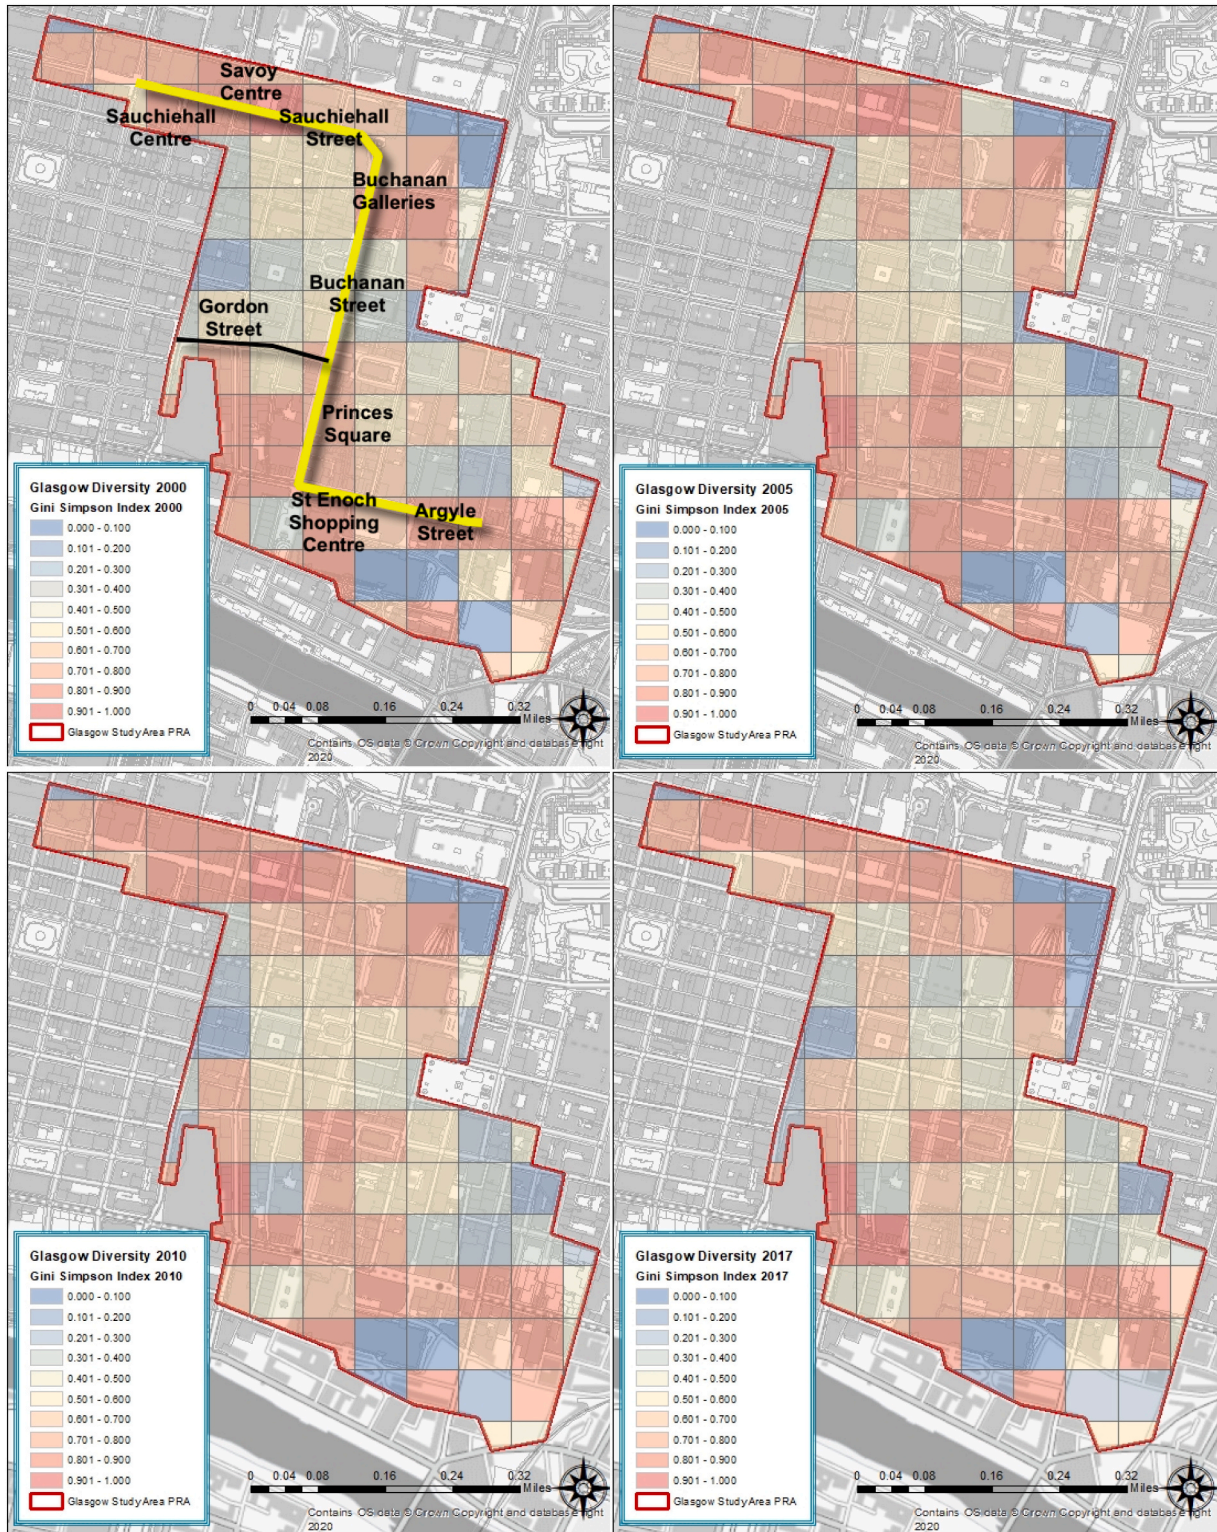 Savoy
Centre
Sauchiehall
Centre
Sauchiehall
Street
Buchanan
Galleries
Buchanan
Street
Gordon
Street
Princes
Square
St Enoch
Shopping
Centre
Argyle
Street
Glasgow Diversity 2000
Gini Simpson Index 2000
0.000 - 0.100
0.101 - 0.200
0.201 - 0.300
0.301 - 0.400
0.401 - 0.500
0.501 - 0.600
0.601 - 0.700
0.701 - 0.800
0.801 - 0.900
0.901 - 1.000
Glasgow StudyArea PRA
0 0.04 0.08 0.16 0.24 0.32
Miles
Contains OS data © Crown Copyright and database right
2020
Glasgow Diversity 2005
Gini Simpson Index 2005
0.000 - 0.100
0.101 - 0.200
0.201 - 0.300
0.301 - 0.400
0.401 - 0.500
0.501 - 0.600
0.601 - 0.700
0.701 - 0.800
0.801 - 0.900
0.901 - 1.000
Glasgow StudyArea PRA
0 0.04 0.08 0.16 0.24 0.32
Miles
Contains OS data © Crown Copyright and database right
2020
Glasgow Diversity 2010
Gini Simpson Index 2010
0.000 - 0.100
0.101 - 0.200
0.201 - 0.300
0.301 - 0.400
0.401 - 0.500
0.501 - 0.600
0.601 - 0.700
0.701 - 0.800
0.801 - 0.900
0.901 - 1.000
Glasgow StudyArea PRA
0 0.04 0.08 0.16 0.24 0.32
Miles
Contains OS data © Crown Copyright and database right
2020
Glasgow Diversity 2017
Gini Simpson Index 2017
0.000 - 0.100
0.101 - 0.200
0.201 - 0.300
0.301 - 0.400
0.401 - 0.500
0.501 - 0.600
0.601 - 0.700
0.701 - 0.800
0.801 - 0.900
0.901 - 1.000
Glasgow StudyArea PRA
0 0.04 0.08 0.16 0.24 0.32
Miles
Contains OS data © Crown Copyright and database right
2020